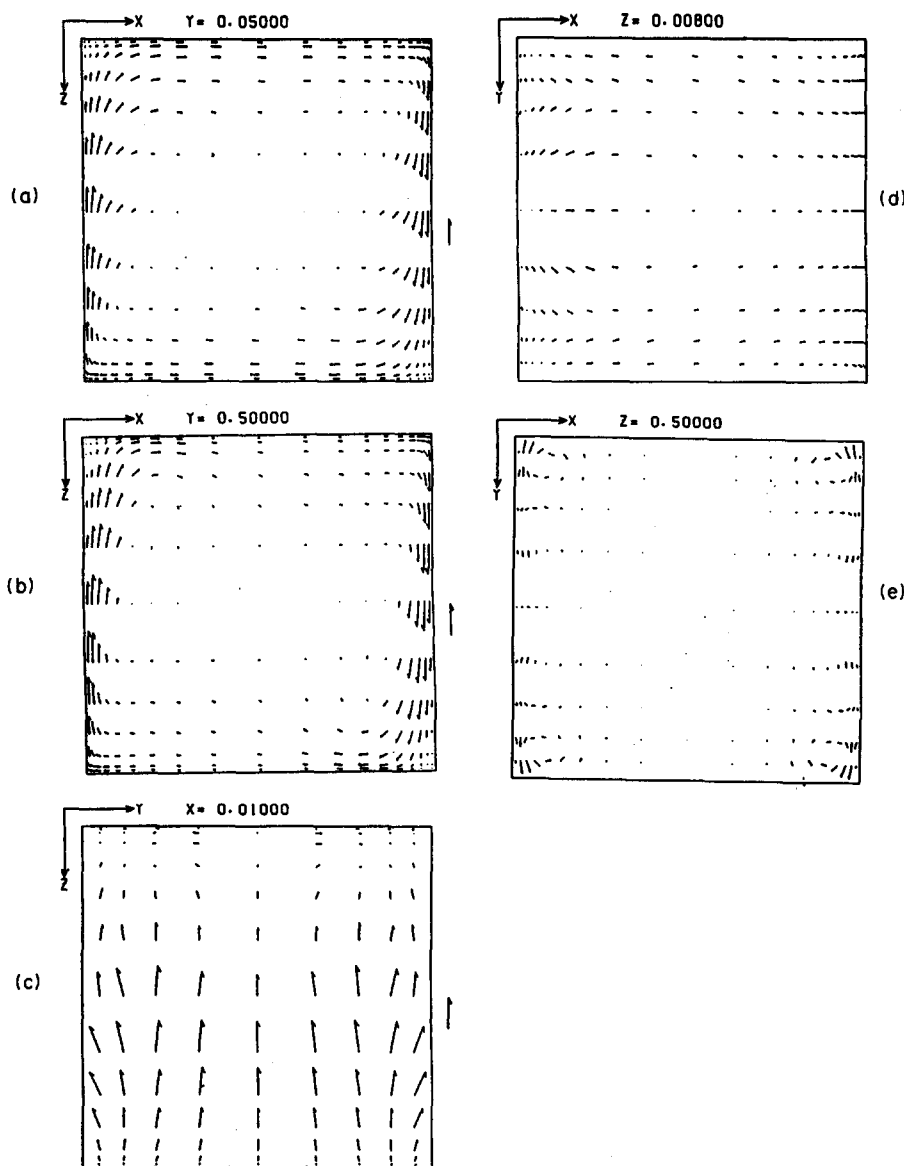 X Y= 0.05000
Z
(a)
X Y= 0.50000
Z
(b)
Y X= 0.01000
Z
(c)
X Z= 0.00800
Y
(d)
X Z= 0.50000
Y
(e)